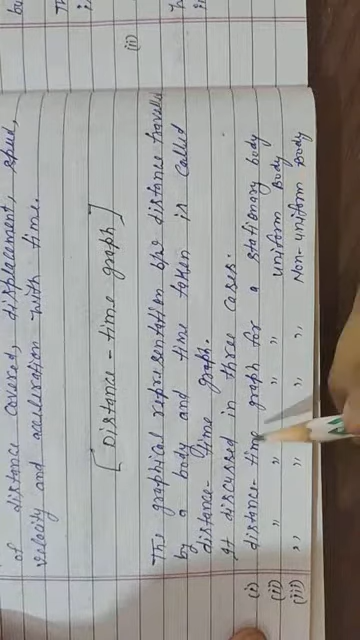 of distance covered, displacement, speed,
velocity and acceleration with time.
[Distance - time graph]
The graphical representation b/w distance travelled
by a body and time taken is called
distance - time graph.
It discussed in three cases.
(i) distance-time graph for a stationary body
(ii) ,, ,, ,, ,, uniform Body
(iii) ,, ,, ,, ,, Non-uniform Body
(ii)